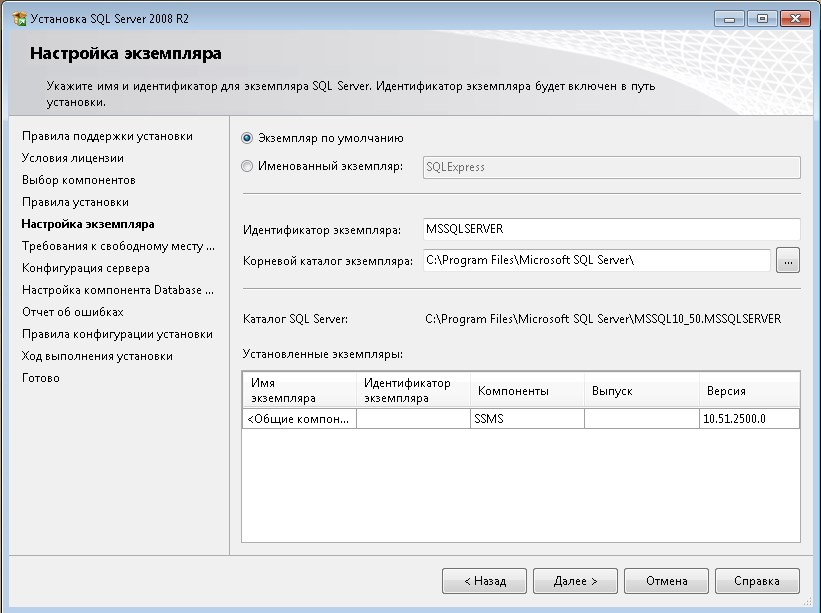 Установка SQL Server 2008 R2
Настройка экземпляра
Укажите имя и идентификатор для экземпляра SQL Server. Идентификатор экземпляра будет включен в путь
установки.
Правила поддержки установки
Условия лицензии
Выбор компонентов
Правила установки
Настройка экземпляра
Требования к свободному месту ...
Конфигурация сервера
Настройка компонента Database ...
Отчет об ошибках
Правила конфигурации установки
Ход выполнения установки
Готово
Экземпляр по умолчанию
Именованный экземпляр: SQLExpress
Идентификатор экземпляра: MSSQLSERVER
Корневой каталог экземпляра: C:\Program Files\Microsoft SQL Server\ ...
Каталог SQL Server: C:\Program Files\Microsoft SQL Server\MSSQL10_50.MSSQLSERVER
Установленные экземпляры:
Имя экземпляра Идентификатор экземпляра Компоненты Выпуск Версия
<Общие компон... SSMS 10.51.2500.0
< Назад Далее > Отмена Справка